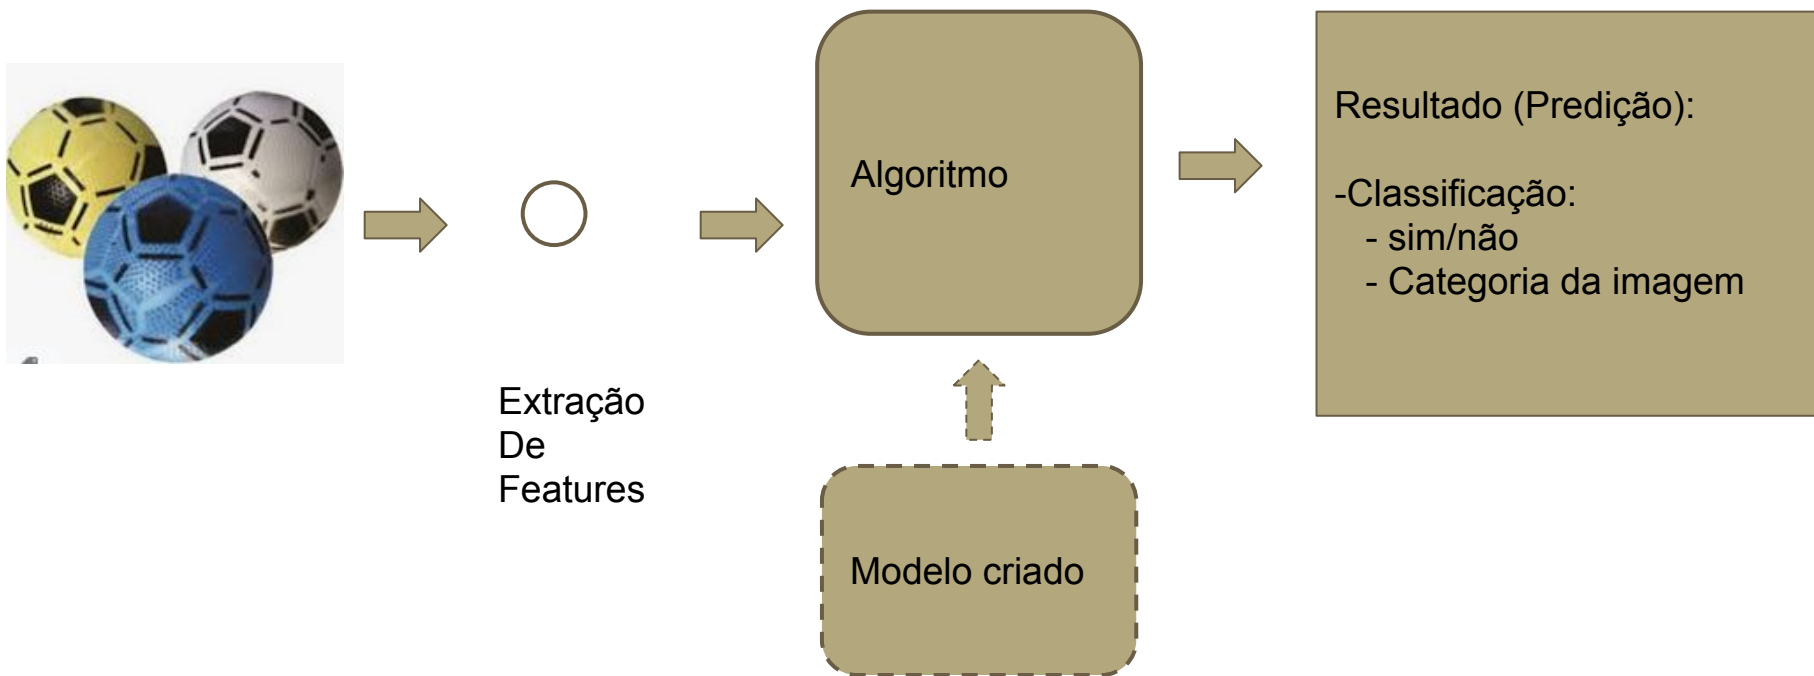 Extração
De
Features
Algoritmo
Modelo criado
Resultado (Predição):
-Classificação:
- sim/não
- Categoria da imagem